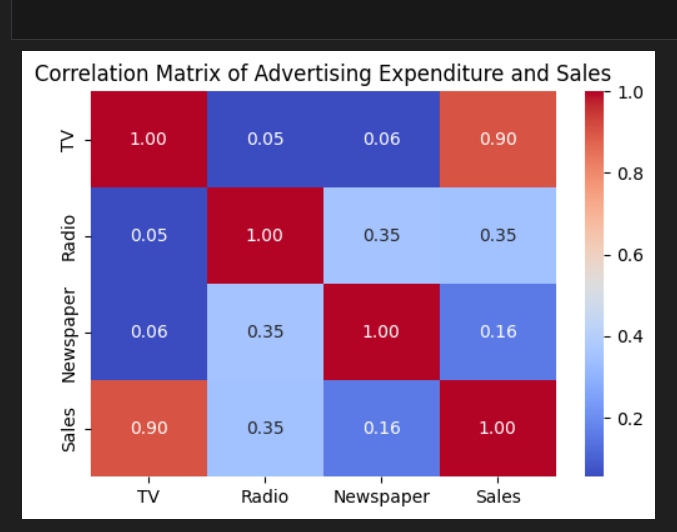 Correlation Matrix of Advertising Expenditure and Sales
TV 1.00 0.05 0.06 0.90
Radio 0.05 1.00 0.35 0.35
Newspaper 0.06 0.35 1.00 0.16
Sales 0.90 0.35 0.16 1.00
TV Radio Newspaper Sales
1.0
0.8
0.6
0.4
0.2